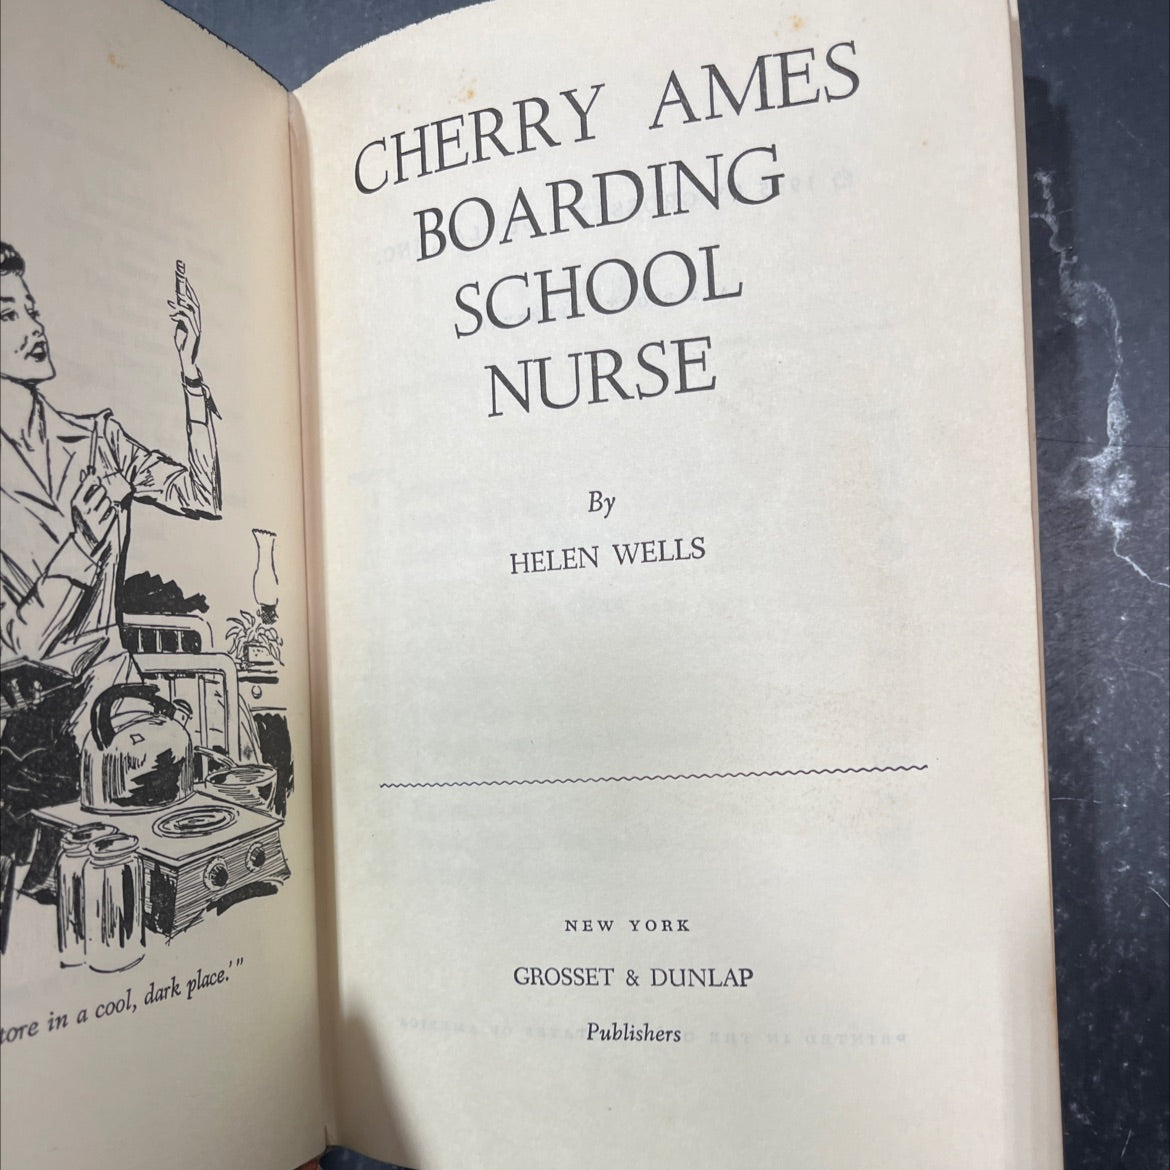 tore in a cool, dark place.'"
CHERRY AMES
BOARDING
SCHOOL
NURSE
By
HELEN WELLS
NEW YORK
GROSSET & DUNLAP
Publishers